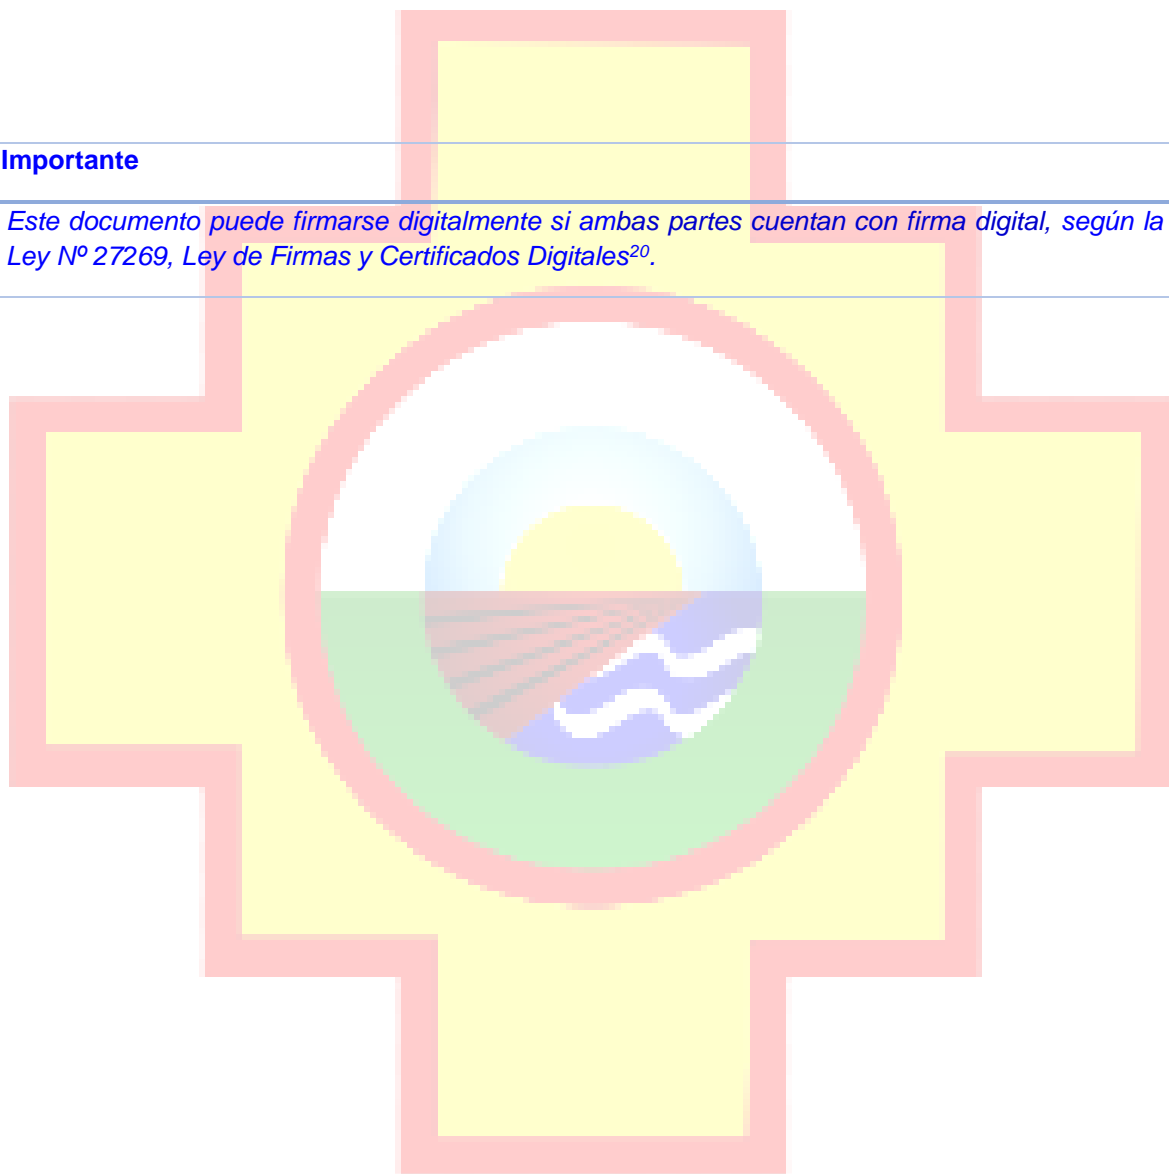 Importante
Este documento puede firmarse digitalmente si ambas partes cuentan con firma digital, según la
Ley Nº 27269, Ley de Firmas y Certificados Digitales²⁰.